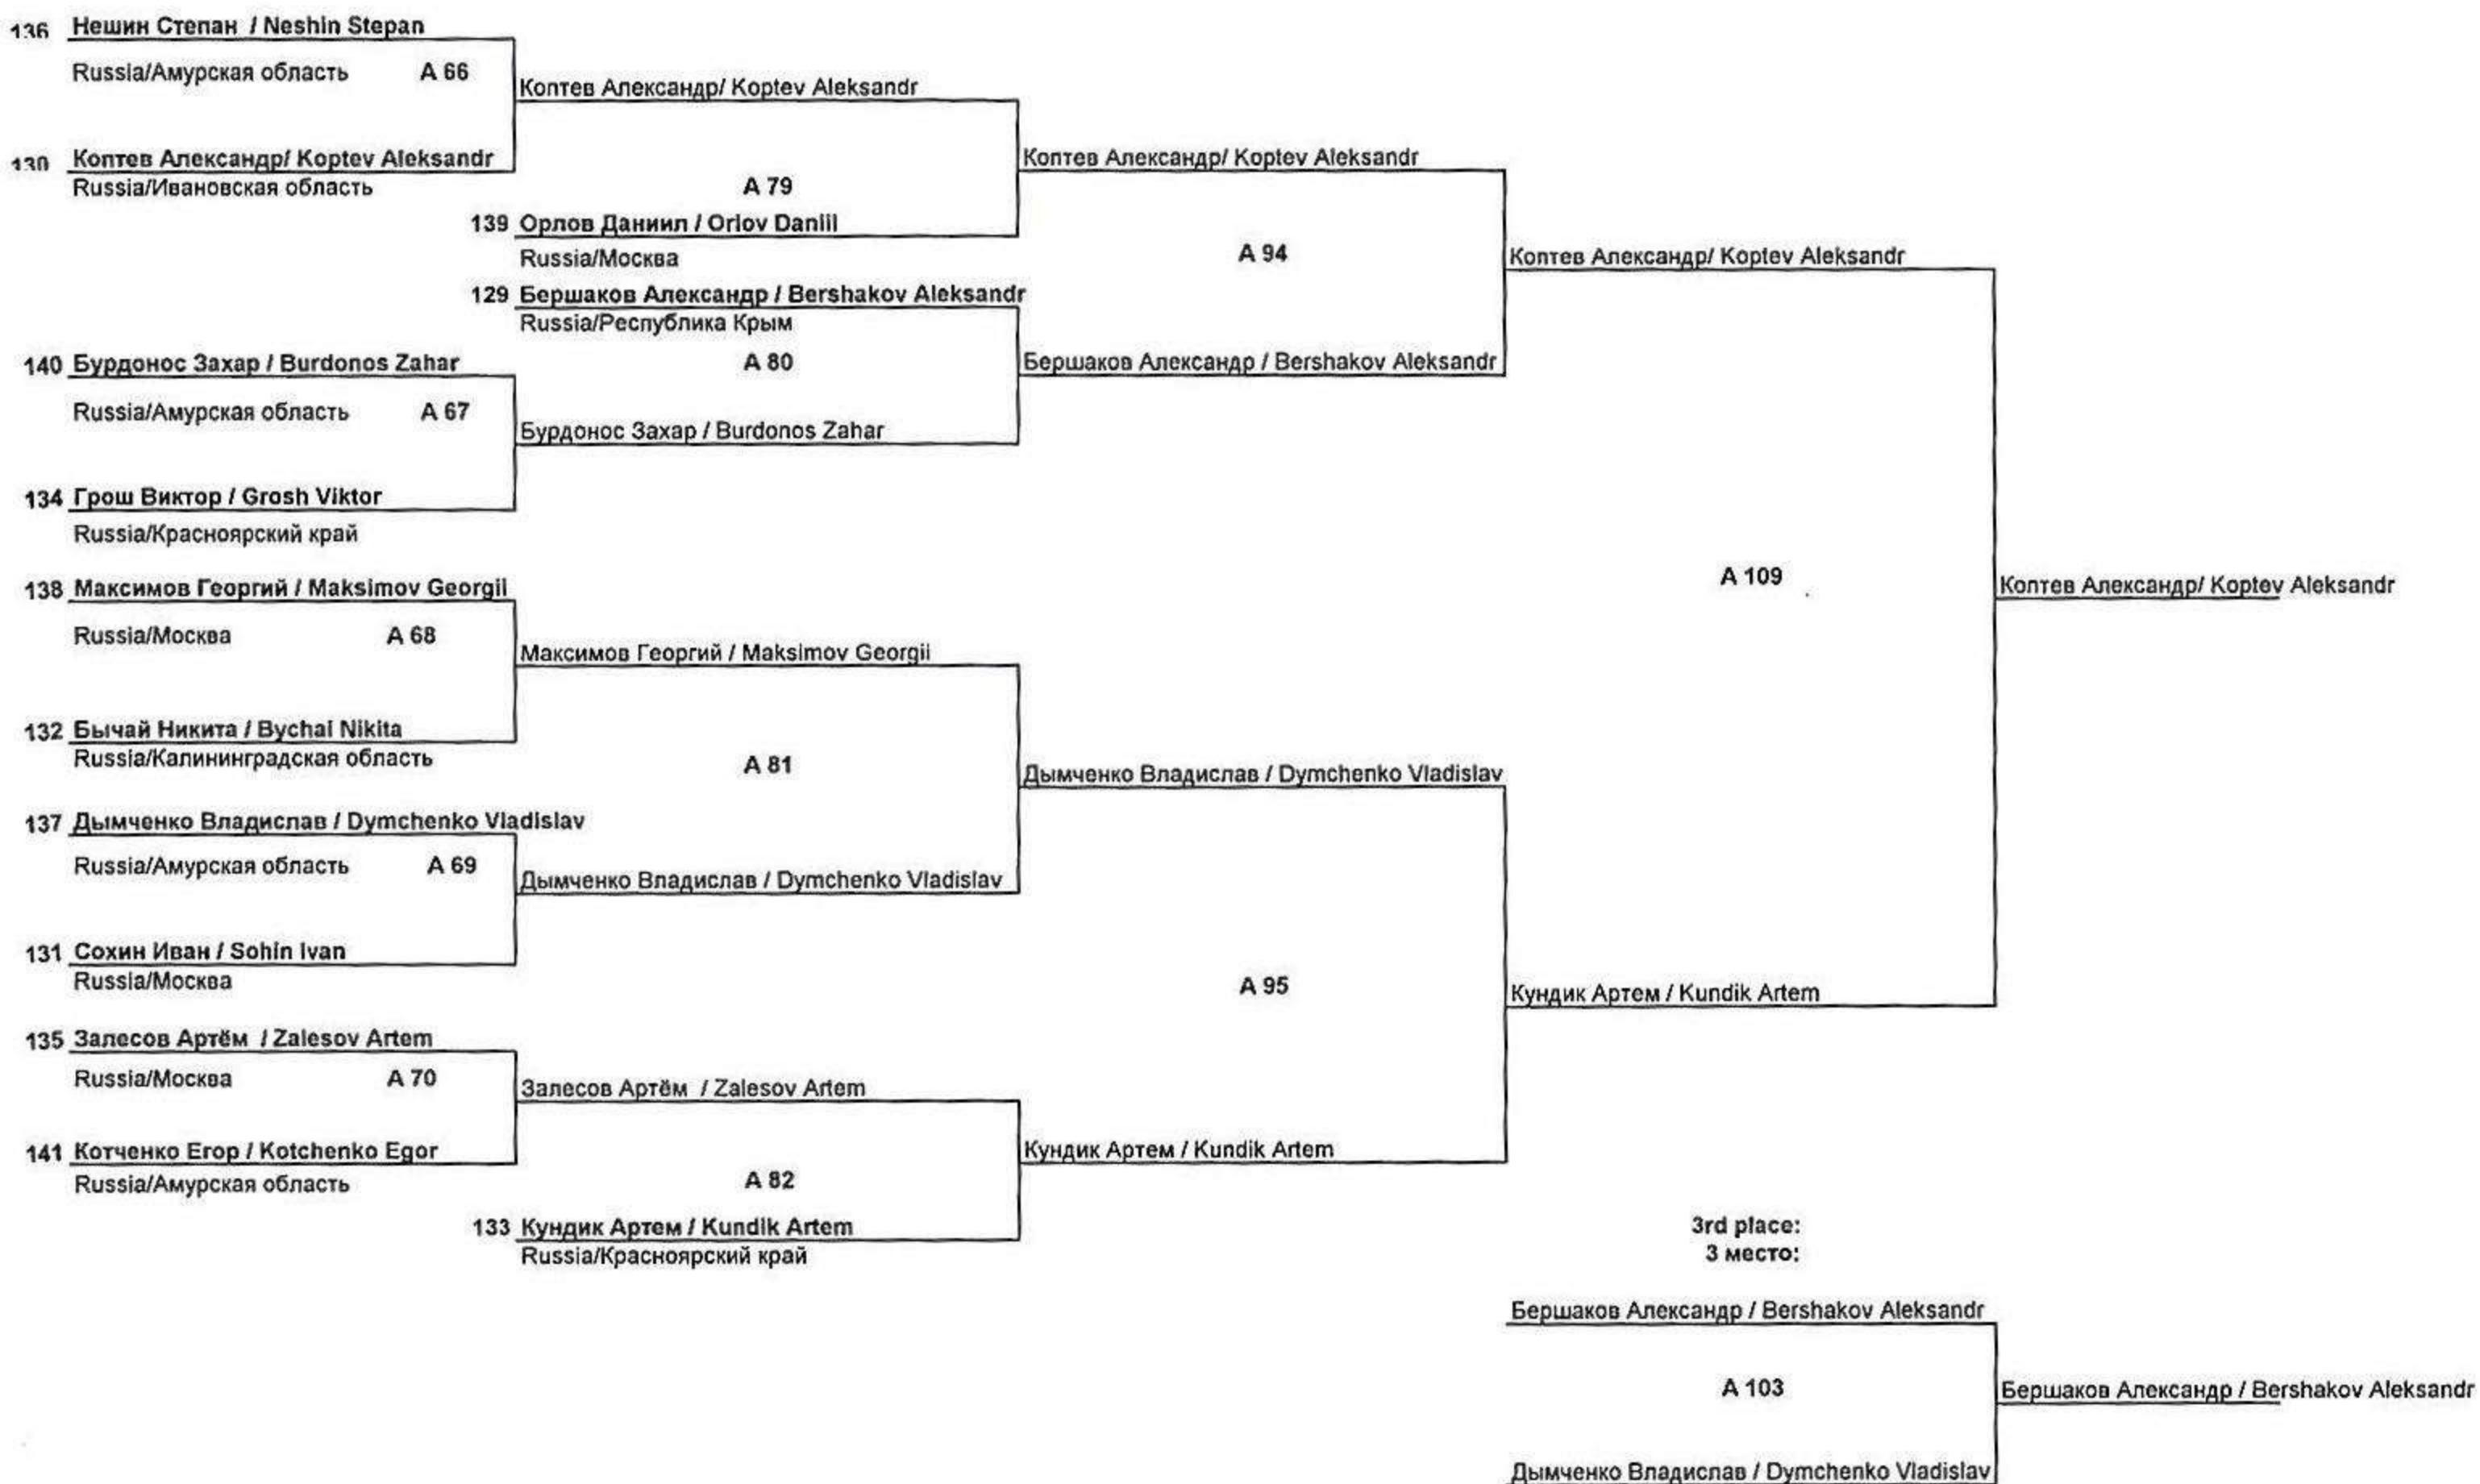 136 Нешин Степан / Neshin Stepan
Russia/Амурская область A 66
Коптев Александр/ Koptev Aleksandr
130 Коптев Александр/ Koptev Aleksandr
Russia/Ивановская область
Коптев Александр/ Koptev Aleksandr
A 79
139 Орлов Даниил / Orlov Daniil
Russia/Москва
A 94
Коптев Александр/ Koptev Aleksandr
129 Бершаков Александр / Bershakov Aleksandr
Russia/Республика Крым
140 Бурдонос Захар / Burdonos Zahar
A 80
Бершаков Александр / Bershakov Aleksandr
Russia/Амурская область A 67
Бурдонос Захар / Burdonos Zahar
134 Грош Виктор / Grosh Viktor
Russia/Красноярский край
A 109
Коптев Александр/ Koptev Aleksandr
138 Максимов Георгий / Maksimov Georgii
Russia/Москва A 68
Максимов Георгий / Maksimov Georgii
132 Бычай Никита / Bychai Nikita
Russia/Калининградская область
A 81
Дымченко Владислав / Dymchenko Vladislav
137 Дымченко Владислав / Dymchenko Vladislav
Russia/Амурская область A 69
Дымченко Владислав / Dymchenko Vladislav
131 Сохин Иван / Sohin Ivan
Russia/Москва
A 95
Кундик Артем / Kundik Artem
135 Залесов Артём / Zalesov Artem
Russia/Москва A 70
Залесов Артём / Zalesov Artem
141 Котченко Егор / Kotchenko Egor
Russia/Амурская область
Кундик Артем / Kundik Artem
A 82
133 Кундик Артем / Kundik Artem
Russia/Красноярский край
3rd place:
3 место:
Бершаков Александр / Bershakov Aleksandr
A 103
Бершаков Александр / Bershakov Aleksandr
Дымченко Владислав / Dymchenko Vladislav